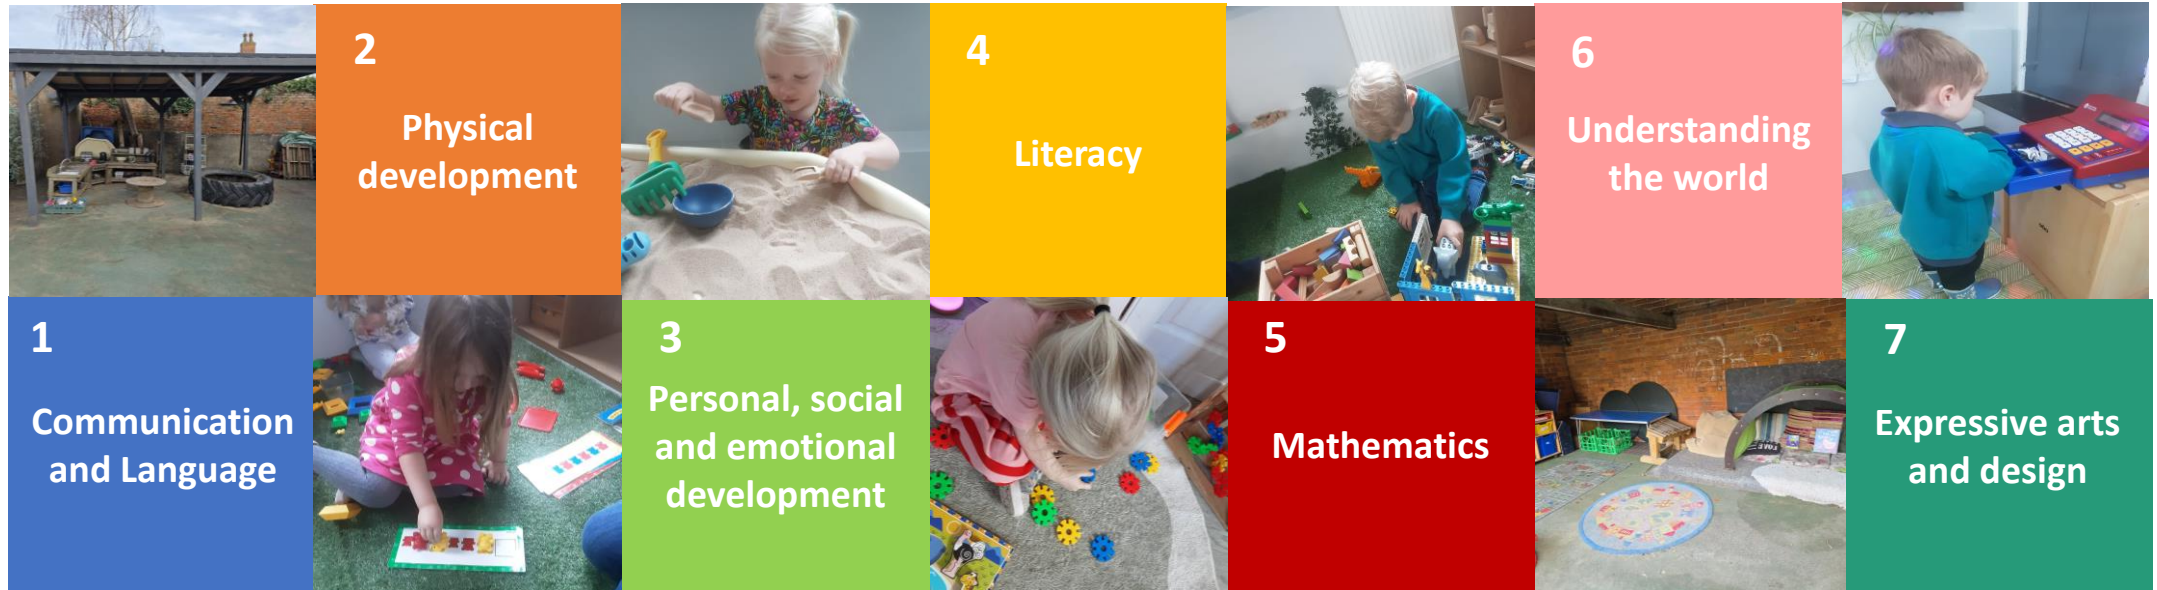 1
Communication
and Language
2
Physical
development
3
Personal, social
and emotional
development
4
Literacy
5
Mathematics
6
Understanding
the world
7
Expressive arts
and design